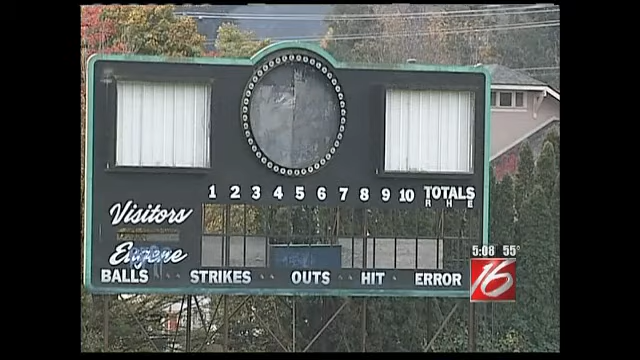 1 2 3 4 5 6 7 8 9 10 TOTALS
R H E
Visitors
Eugene
BALLS STRIKES OUTS HIT ERROR
5:08 55°
16